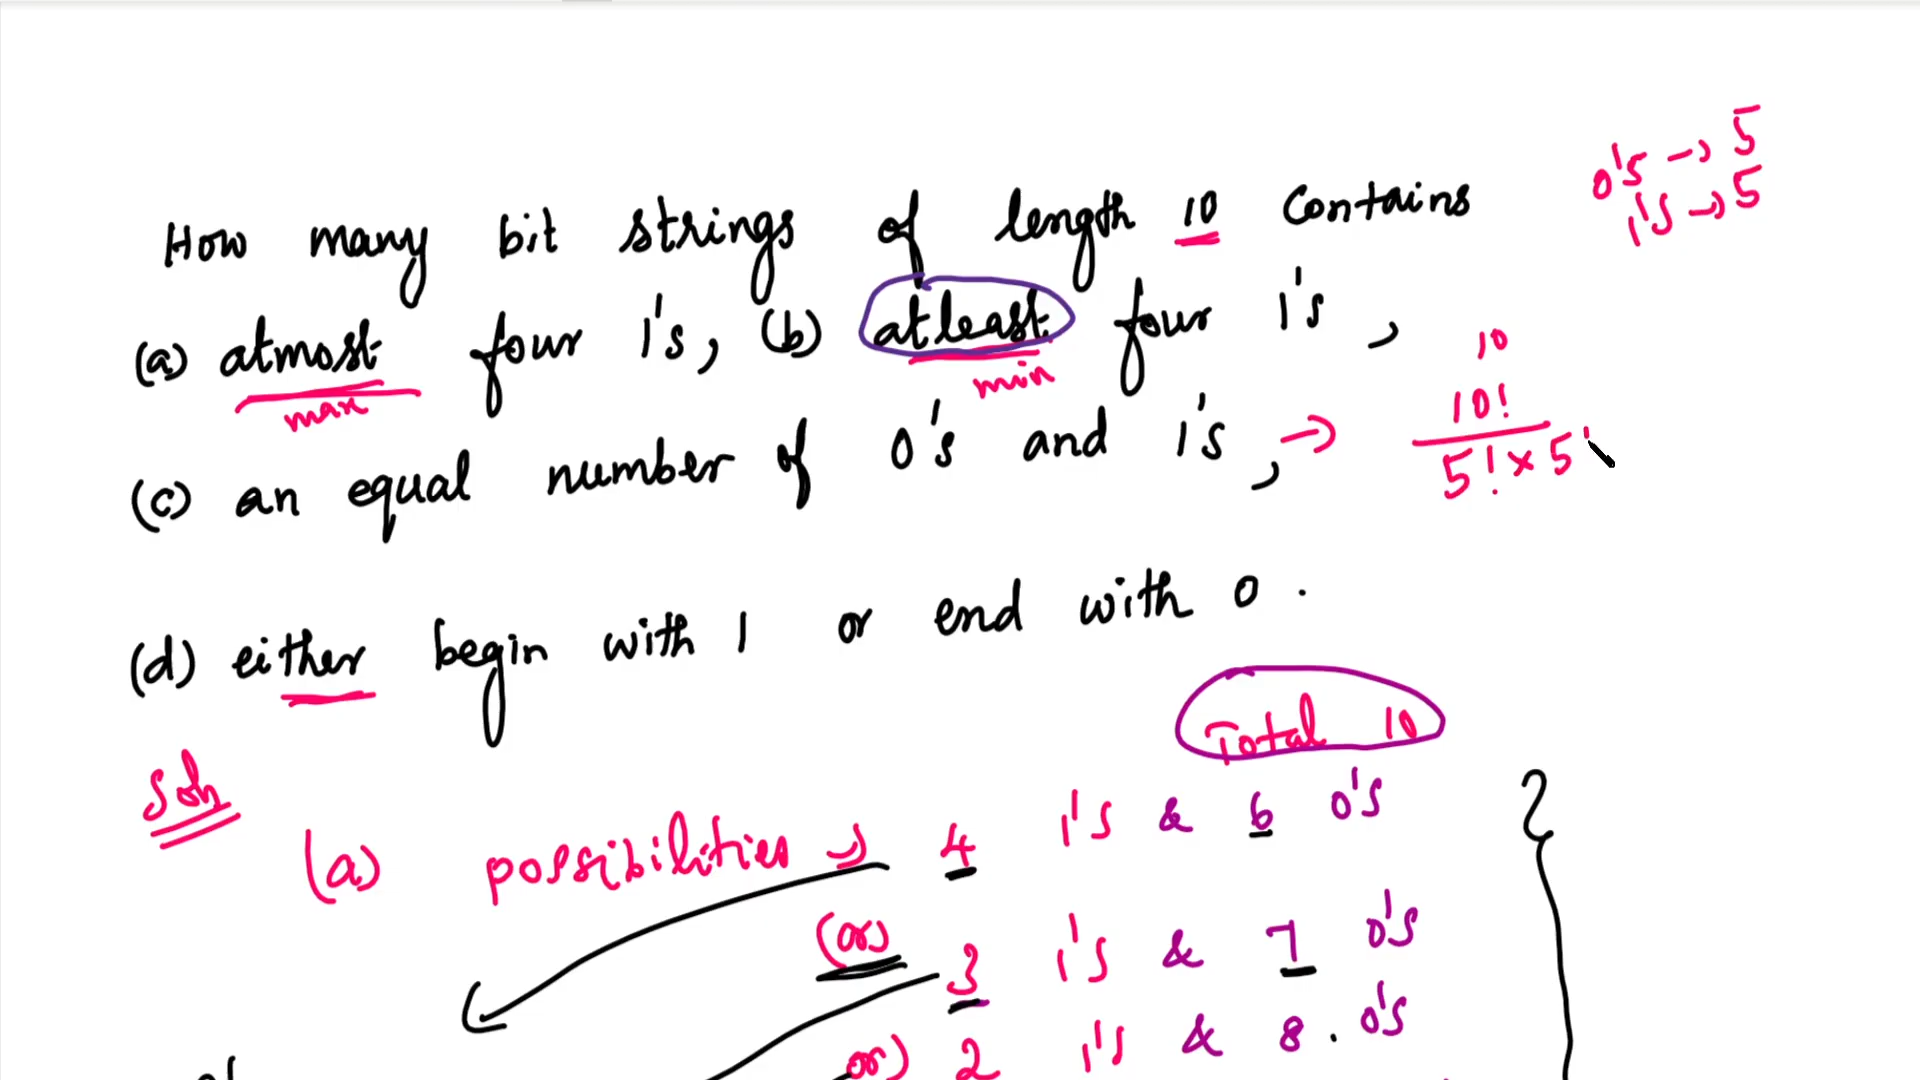 0's → 5
1's → 5
How many bit strings of length 10 contains
(a) atmost four 1's, (b) atleast four 1's,
max min
(c) an equal number of 0's and 1's, →
10
10!
5! × 5!
(d) either begin with 1 or end with 0.
Total 10
Soln
(a) possibilities → 4 1's & 6 0's
(or) 3 1's & 7 0's
or) 2 1's & 8. 0's